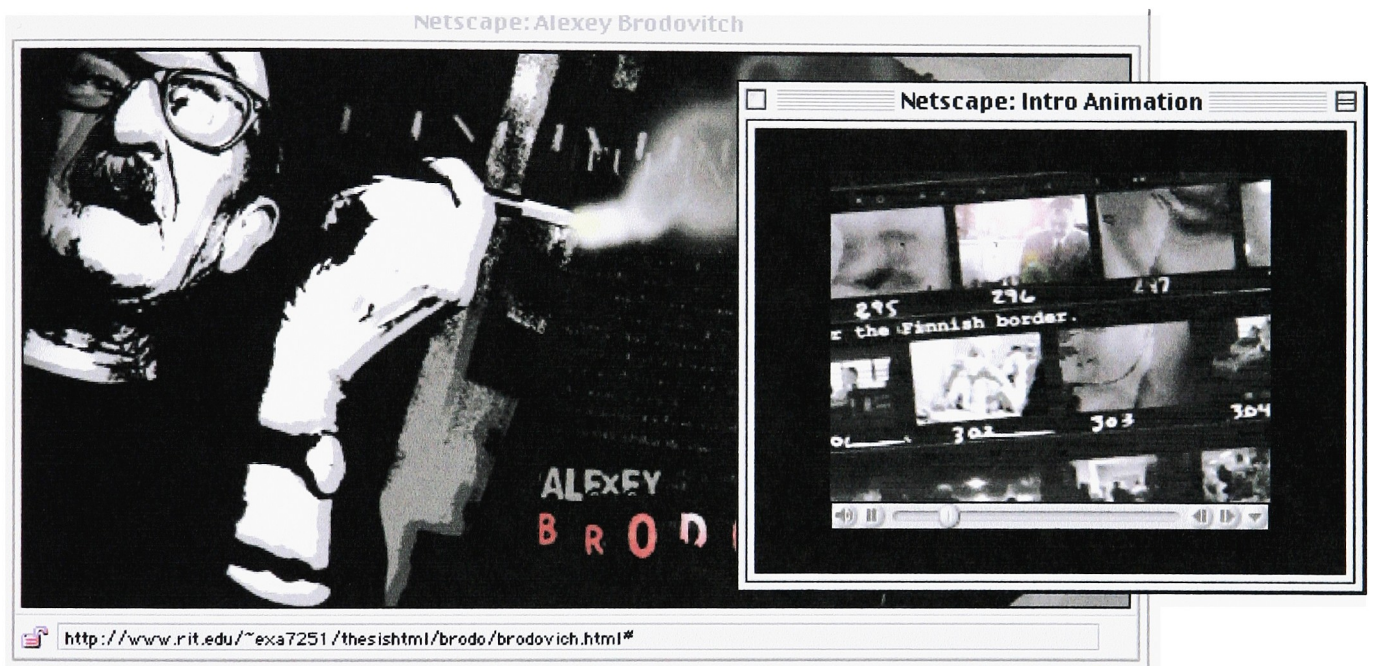 Netscape: Alexey Brodovitch
Netscape: Intro Animation
295
296
297
r the Finnish border.
302
303
304
ALEXEY
BROD
http://www.rit.edu/~exa7251/thesishtml/brodo/brodovich.html#